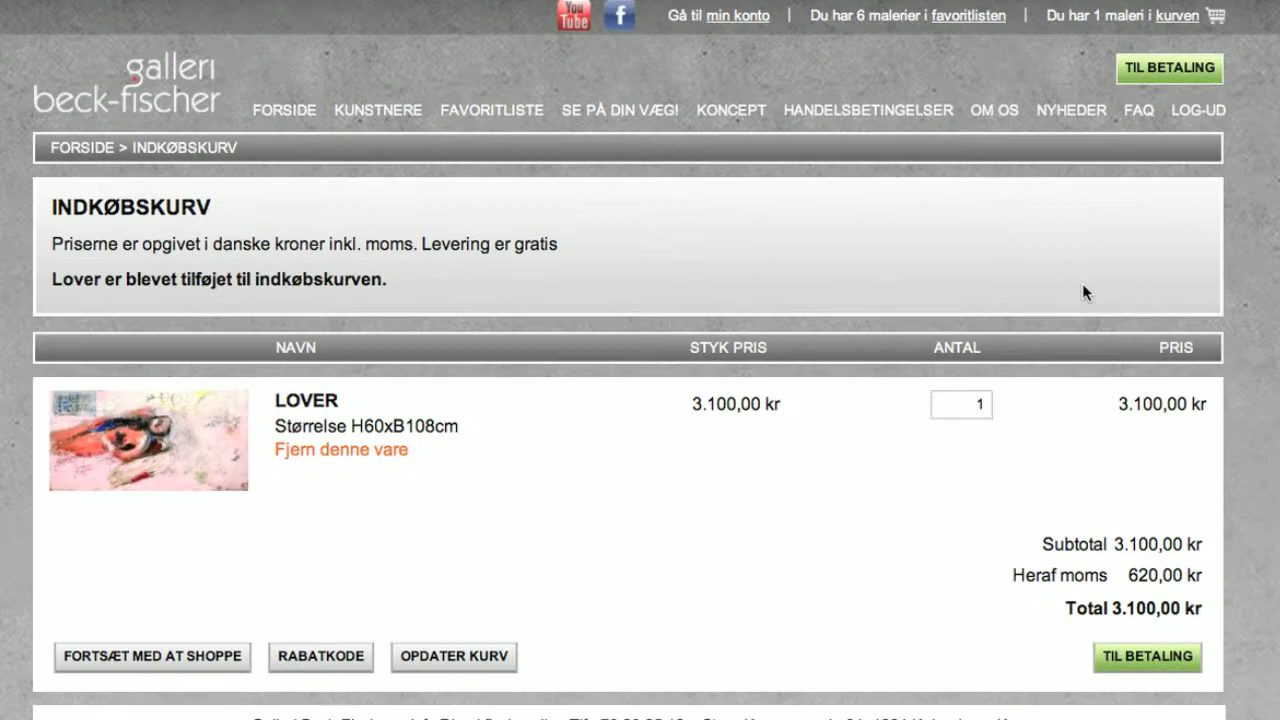 You Tube
f
Gå til min konto | Du har 6 malerier i favoritlisten | Du har 1 maleri i kurven
galleri
beck-fischer
TIL BETALING
FORSIDE KUNSTNERE FAVORITLISTE SE PÅ DIN VÆG! KONCEPT HANDELSBETINGELSER OM OS NYHEDER FAQ LOG-UD
FORSIDE > INDKØBSKURV
INDKØBSKURV
Priserne er opgivet i danske kroner inkl. moms. Levering er gratis
Lover er blevet tilføjet til indkøbskurven.
NAVN STYK PRIS ANTAL PRIS
LOVER 3.100,00 kr 1 3.100,00 kr
Størrelse H60xB108cm
Fjern denne vare
Subtotal 3.100,00 kr
Heraf moms 620,00 kr
Total 3.100,00 kr
FORTSÆT MED AT SHOPPE RABATKODE OPDATER KURV TIL BETALING